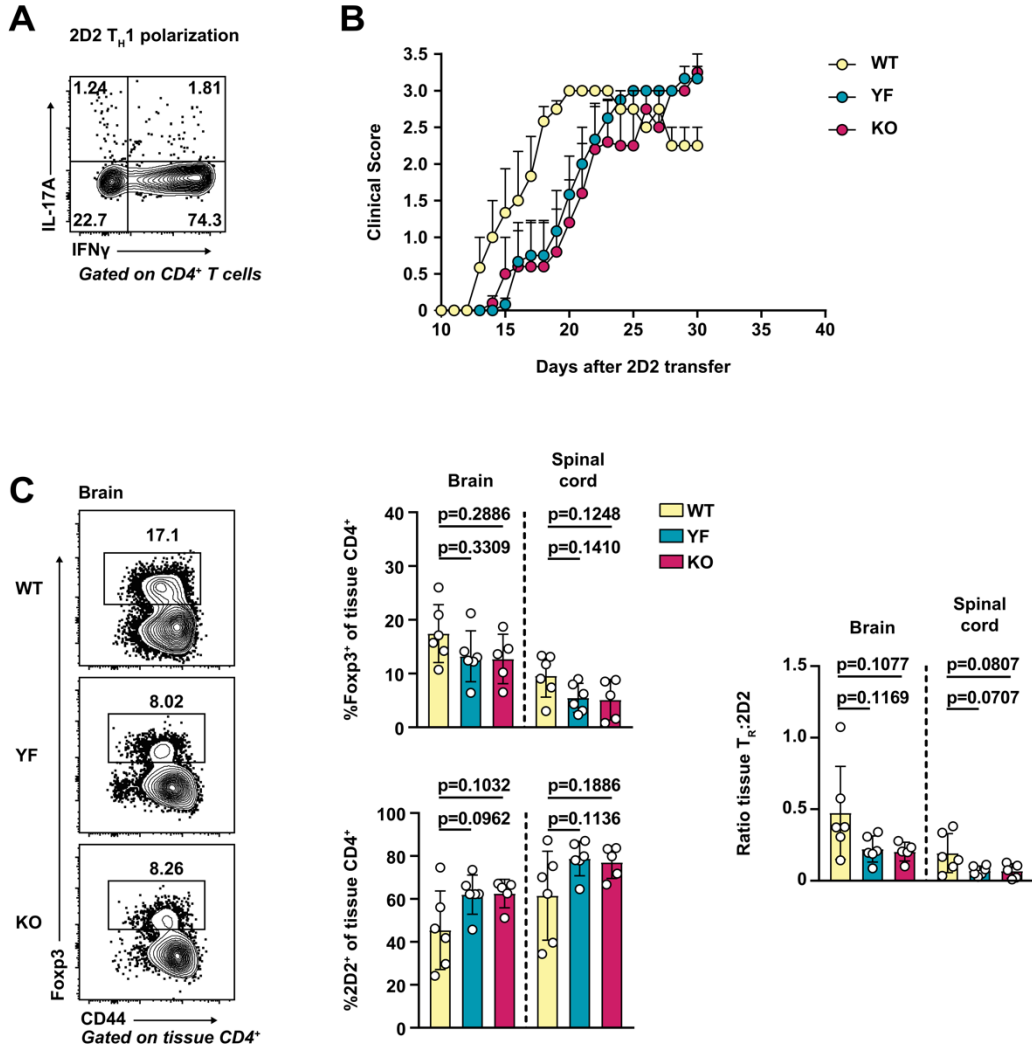 A
2D2 TH1 polarization
1.24
1.81
22.7
74.3
IL-17A
IFNγ
Gated on CD4⁺ T cells
B
Clinical Score
3.0
2.5
2.0
1.5
1.0
0.5
0
10 15 20 25 30 35 40
Days after 2D2 transfer
WT
YF
KO
C
Brain
WT
17.1
YF
8.02
KO
8.26
Foxp3
CD44
Gated on tissue CD4⁺
Brain
Spinal
cord
p=0.2886
p=0.3309
p=0.1248
p=0.1410
%Foxp3⁺ of tissue CD4⁺
40
30
20
10
0
WT
YF
KO
p=0.1032
p=0.0962
p=0.1886
p=0.1136
%2D2⁺ of tissue CD4⁺
100
80
60
40
20
0
Brain
Spinal
cord
p=0.1077
p=0.1169
p=0.0807
p=0.0707
Ratio tissue TR:2D2
1.5
1.0
0.5
0